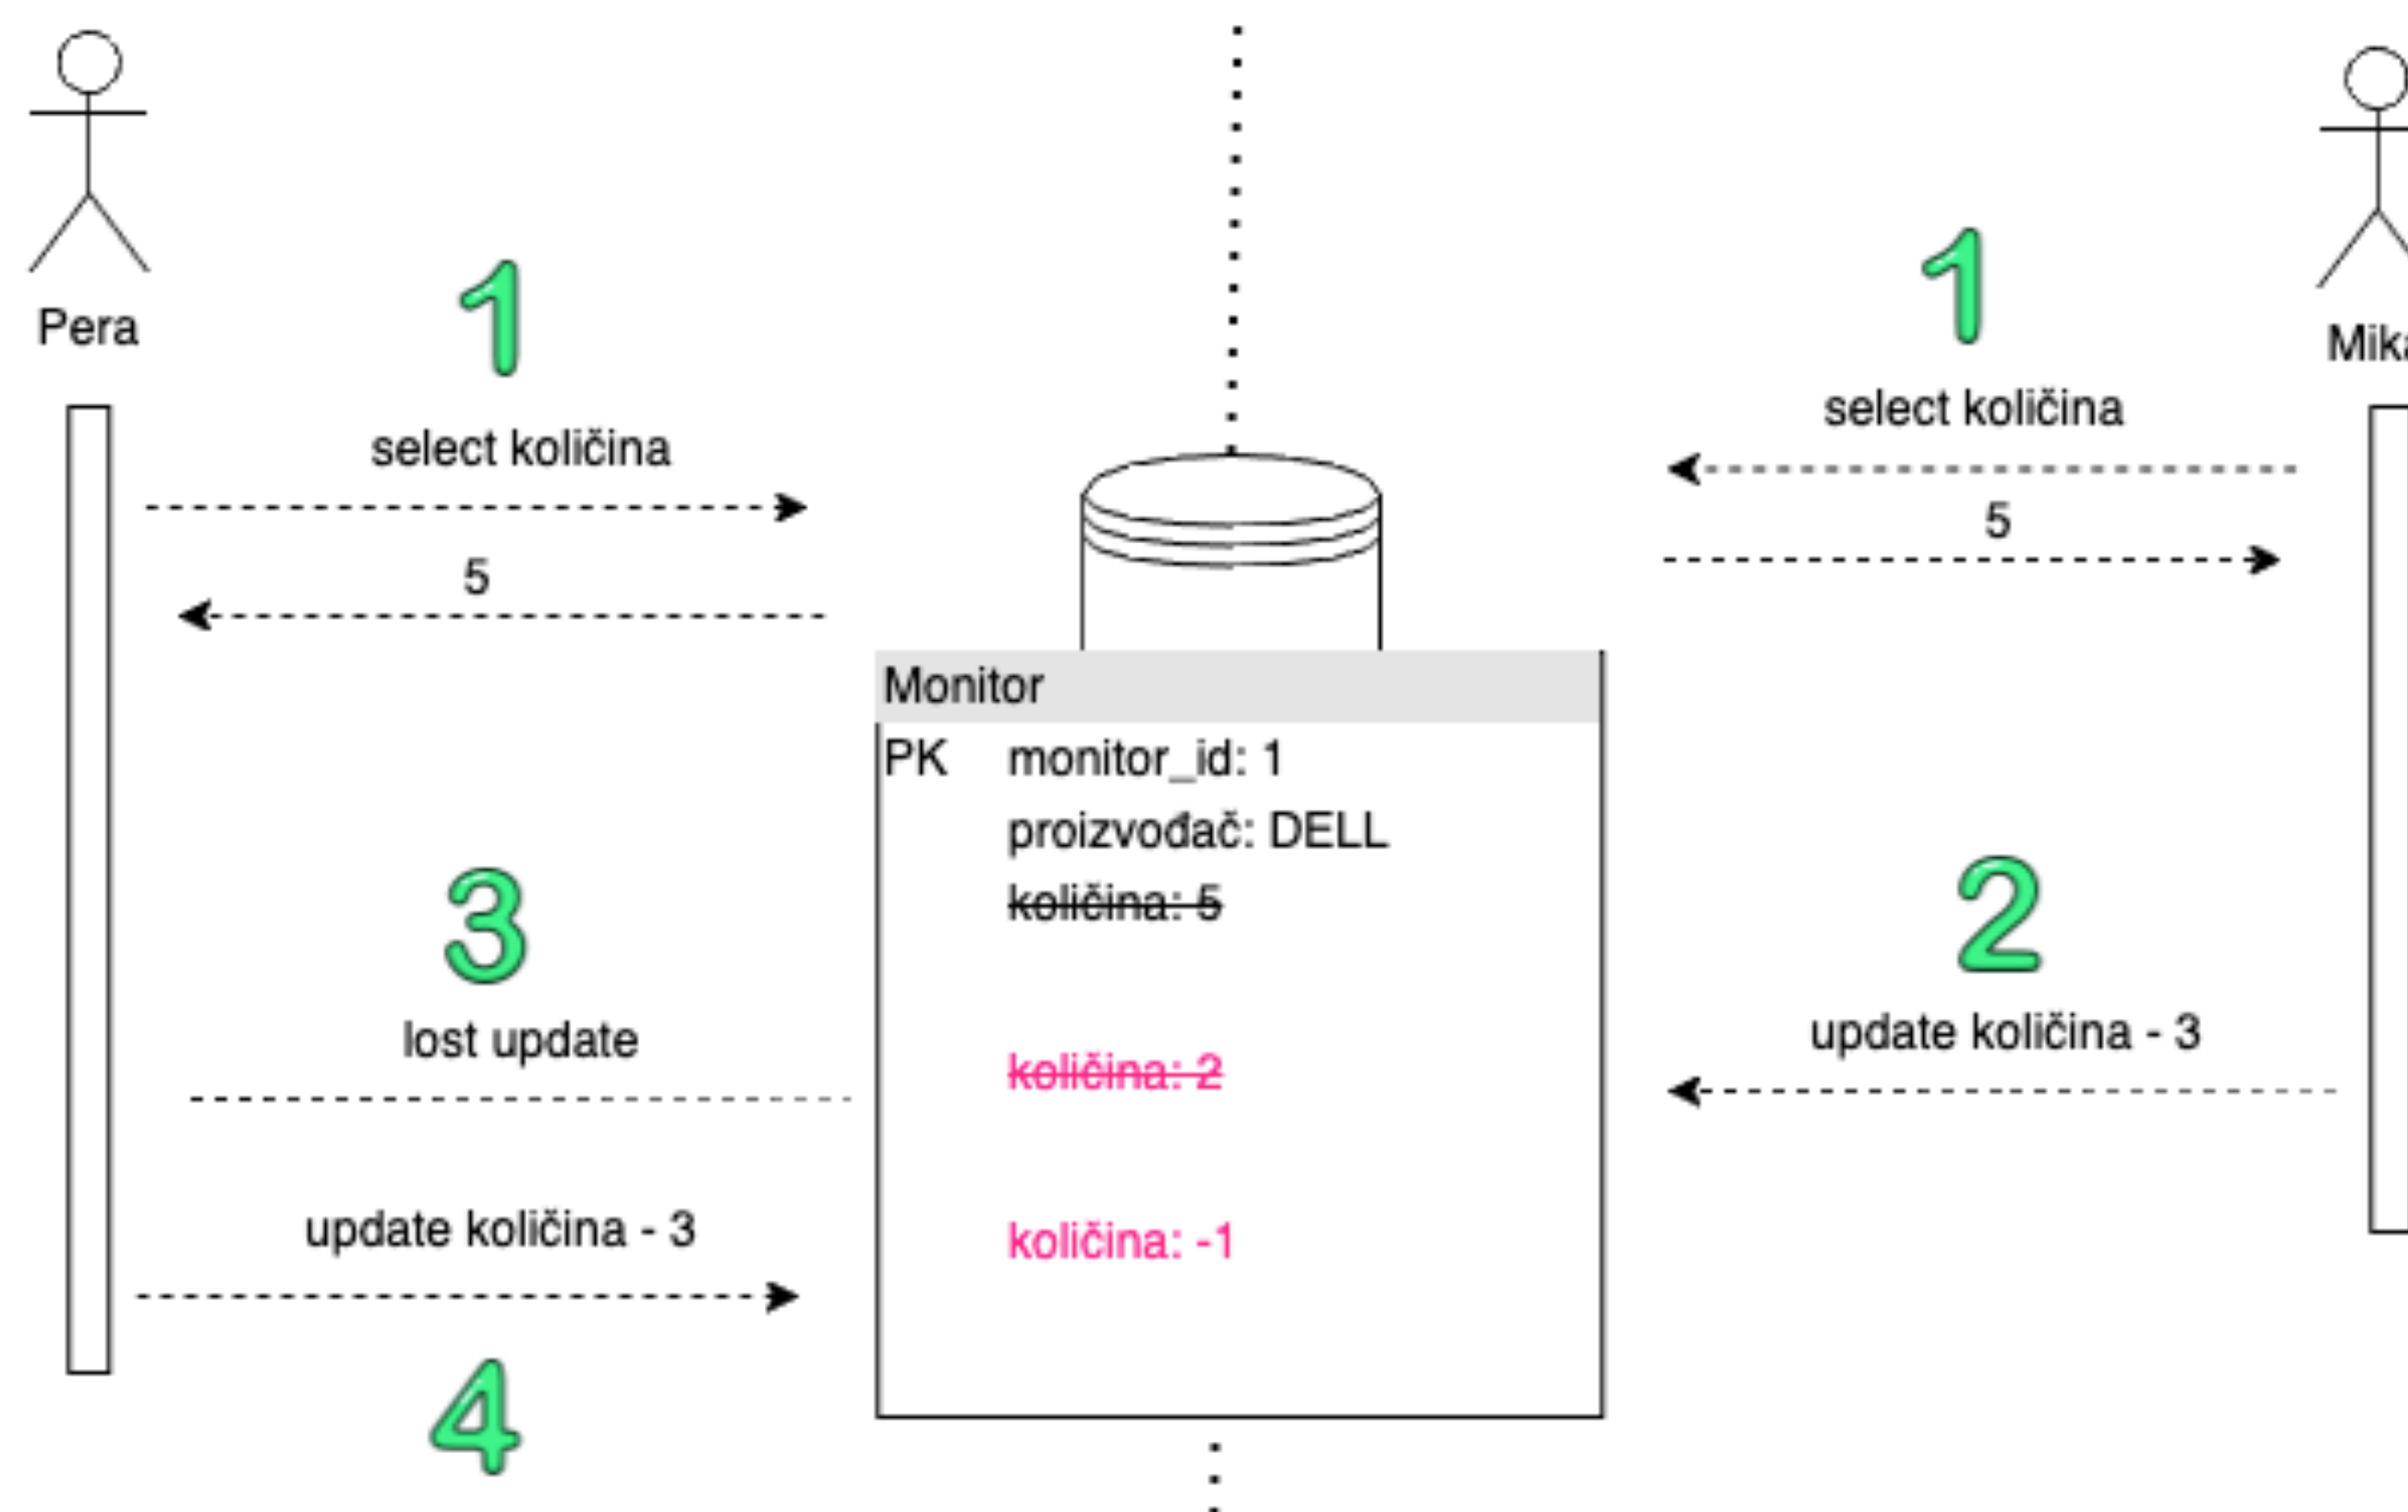 Pera
1
select količina
5
3
lost update
update količina - 3
4
Monitor
PK monitor_id: 1
proizvođač: DELL
količina: 5
količina: 2
količina: -1
Mika
1
select količina
5
2
update količina - 3